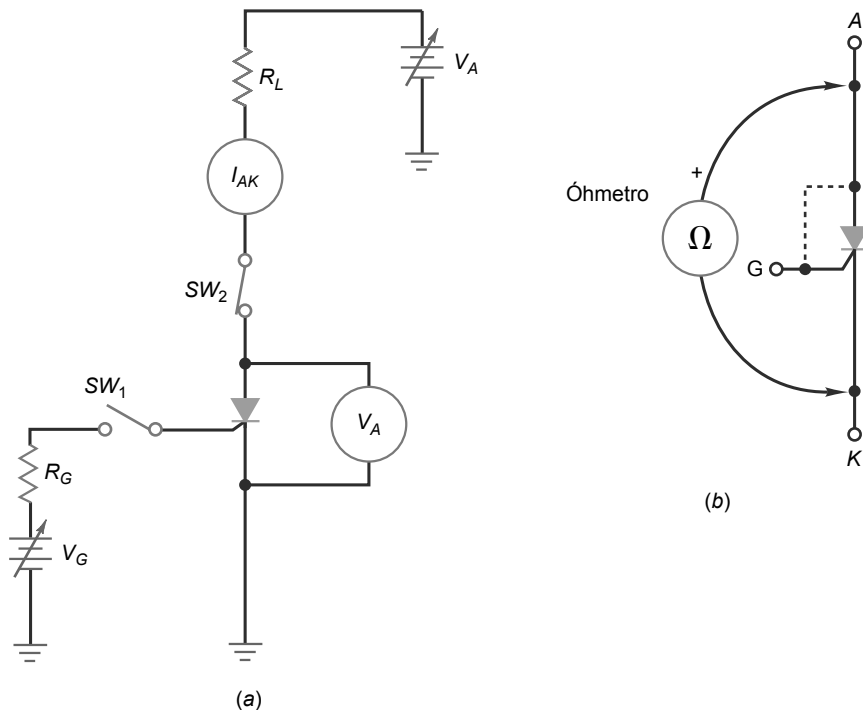 R_L
V_A
I_AK
SW_2
SW_1
V_A
R_G
V_G
(a)
A
+
Óhmetro
Ω
G
K
(b)